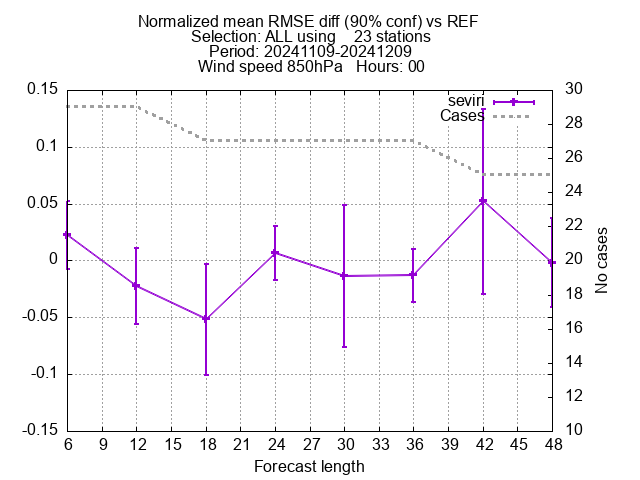 Normalized mean RMSE diff (90% conf) vs REF
Selection: ALL using    23 stations
Period: 20241109-20241209
Wind speed 850hPa   Hours: 00
seviri
Cases
0.15
0.1
0.05
0
-0.05
-0.1
-0.15
30
28
26
24
22
20
18
16
14
12
10
No cases
6 9 12 15 18 21 24 27 30 33 36 39 42 45 48
Forecast length